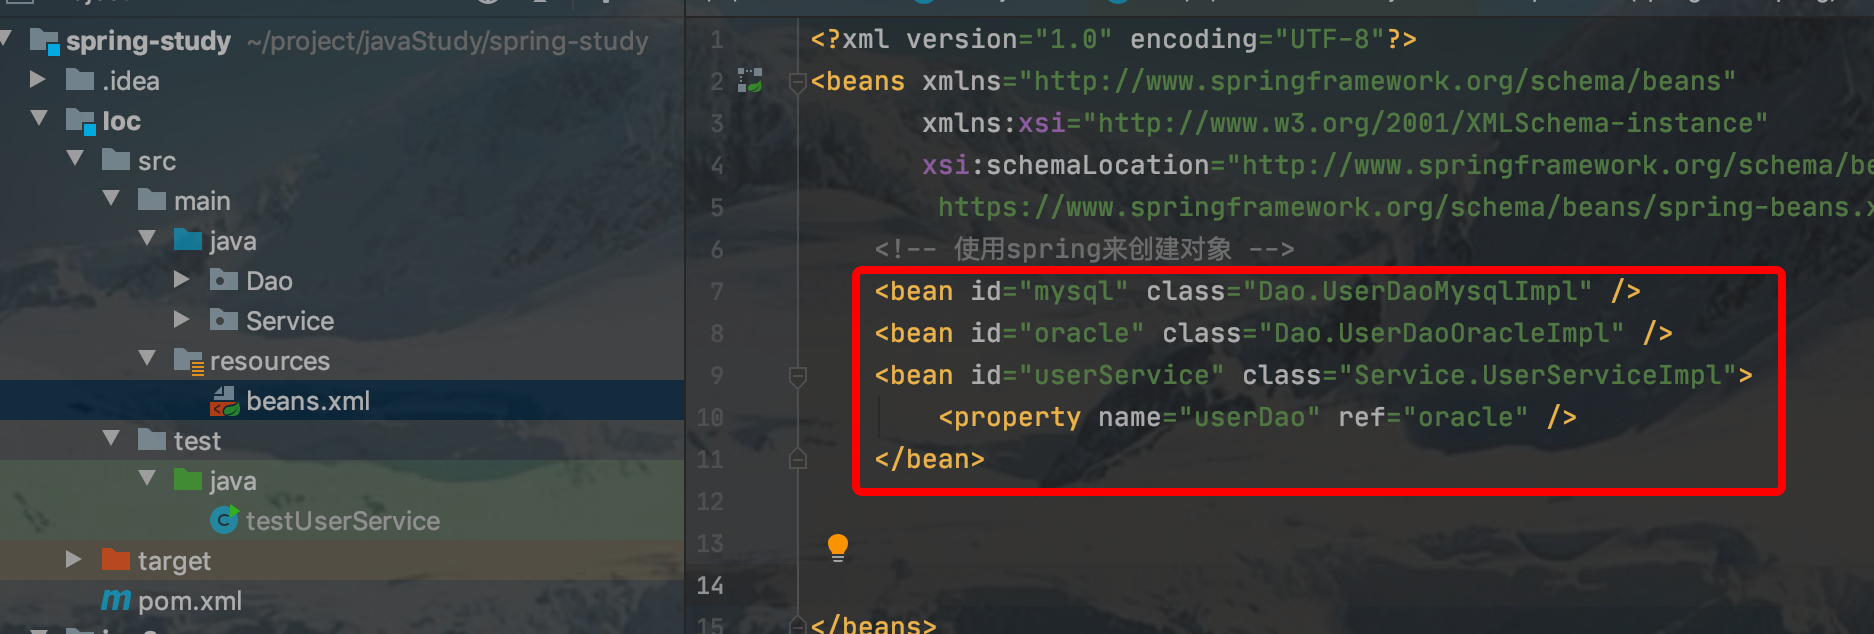 spring-study ~/project/javaStudy/spring-study
.idea
loc
src
main
java
Dao
Service
resources
beans.xml
test
java
testUserService
target
pom.xml
1 <?xml version="1.0" encoding="UTF-8"?>
2 <beans xmlns="http://www.springframework.org/schema/beans"
3 xmlns:xsi="http://www.w3.org/2001/XMLSchema-instance"
4 xsi:schemaLocation="http://www.springframework.org/schema/be
5 https://www.springframework.org/schema/beans/spring-beans.x
6 <!-- 使用spring来创建对象 -->
7 <bean id="mysql" class="Dao.UserDaoMysqlImpl" />
8 <bean id="oracle" class="Dao.UserDaoOracleImpl" />
9 <bean id="userService" class="Service.UserServiceImpl">
10 <property name="userDao" ref="oracle" />
11 </bean>
12
13
14
15 </beans>